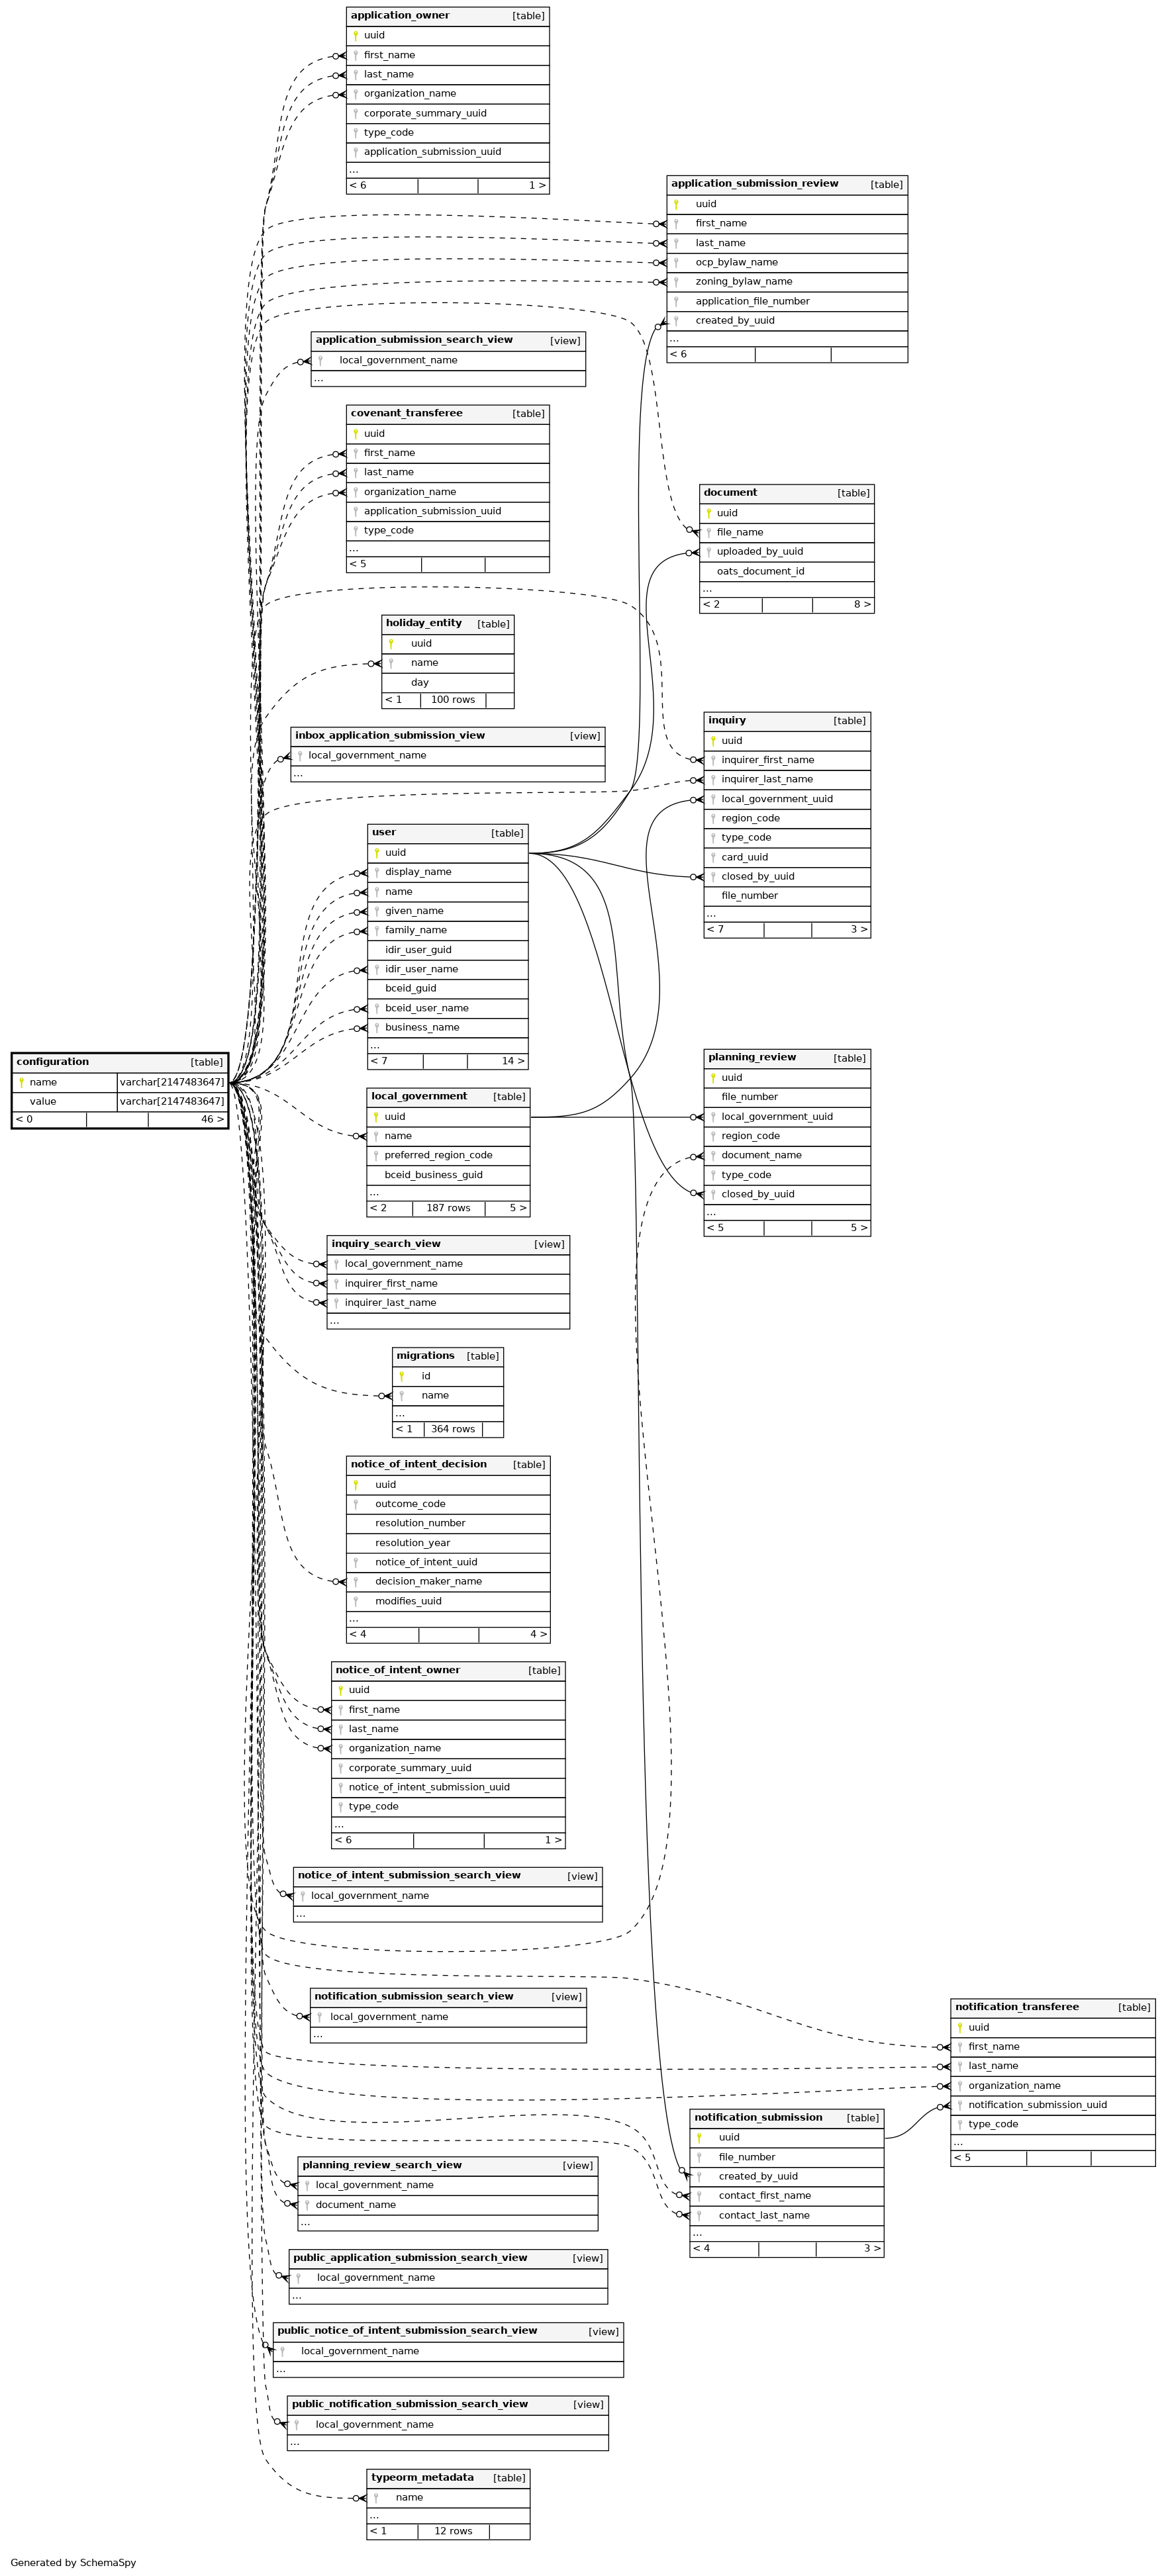 application_owner [table]
uuid
first_name
last_name
organization_name
corporate_summary_uuid
type_code
application_submission_uuid
...
< 6 1 >
application_submission_review [table]
uuid
first_name
last_name
ocp_bylaw_name
zoning_bylaw_name
application_file_number
created_by_uuid
...
< 6
application_submission_search_view [view]
local_government_name
...
covenant_transferee [table]
uuid
first_name
last_name
organization_name
application_submission_uuid
type_code
...
< 5
document [table]
uuid
file_name
uploaded_by_uuid
oats_document_id
...
< 2 8 >
holiday_entity [table]
uuid
name
day
< 1 100 rows
inbox_application_submission_view [view]
local_government_name
...
inquiry [table]
uuid
inquirer_first_name
inquirer_last_name
local_government_uuid
region_code
type_code
card_uuid
closed_by_uuid
file_number
...
< 7 3 >
user [table]
uuid
display_name
name
given_name
family_name
idir_user_guid
idir_user_name
bceid_guid
bceid_user_name
business_name
...
< 7 14 >
configuration [table]
name varchar[2147483647]
value varchar[2147483647]
< 0 46 >
planning_review [table]
uuid
file_number
local_government_uuid
region_code
document_name
type_code
closed_by_uuid
...
< 5 5 >
local_government [table]
uuid
name
preferred_region_code
bceid_business_guid
...
< 2 187 rows 5 >
inquiry_search_view [view]
local_government_name
inquirer_first_name
inquirer_last_name
...
migrations [table]
id
name
...
< 1 364 rows
notice_of_intent_decision [table]
uuid
outcome_code
resolution_number
resolution_year
notice_of_intent_uuid
decision_maker_name
modifies_uuid
...
< 4 4 >
notice_of_intent_owner [table]
uuid
first_name
last_name
organization_name
corporate_summary_uuid
notice_of_intent_submission_uuid
type_code
...
< 6 1 >
notice_of_intent_submission_search_view [view]
local_government_name
...
notification_submission_search_view [view]
local_government_name
...
notification_transferee [table]
uuid
first_name
last_name
organization_name
notification_submission_uuid
type_code
...
< 5
notification_submission [table]
uuid
file_number
created_by_uuid
contact_first_name
contact_last_name
...
< 4 3 >
planning_review_search_view [view]
local_government_name
document_name
...
public_application_submission_search_view [view]
local_government_name
...
public_notice_of_intent_submission_search_view [view]
local_government_name
...
public_notification_submission_search_view [view]
local_government_name
...
typeorm_metadata [table]
name
...
< 1 12 rows
Generated by SchemaSpy